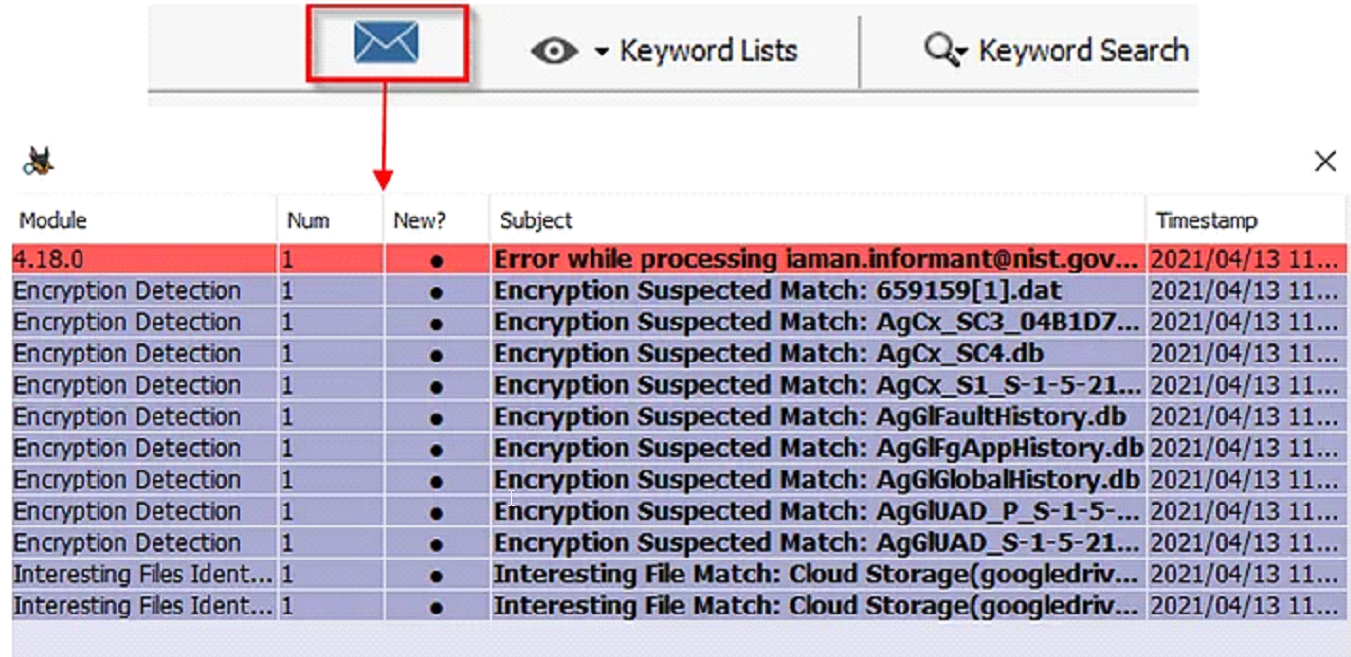 Keyword Lists Keyword Search
Module Num New? Subject Timestamp
4.18.0 1 ● Error while processing iaman.informant@nist.gov... 2021/04/13 11...
Encryption Detection 1 ● Encryption Suspected Match: 659159[1].dat 2021/04/13 11...
Encryption Detection 1 ● Encryption Suspected Match: AgCx_SC3_04B1D7... 2021/04/13 11...
Encryption Detection 1 ● Encryption Suspected Match: AgCx_SC4.db 2021/04/13 11...
Encryption Detection 1 ● Encryption Suspected Match: AgCx_S1_S-1-5-21... 2021/04/13 11...
Encryption Detection 1 ● Encryption Suspected Match: AgGlFaultHistory.db 2021/04/13 11...
Encryption Detection 1 ● Encryption Suspected Match: AgGlFgAppHistory.db 2021/04/13 11...
Encryption Detection 1 ● Encryption Suspected Match: AgGlGlobalHistory.db 2021/04/13 11...
Encryption Detection 1 ● Encryption Suspected Match: AgGlUAD_P_S-1-5-... 2021/04/13 11...
Encryption Detection 1 ● Encryption Suspected Match: AgGlUAD_S-1-5-21... 2021/04/13 11...
Interesting Files Ident... 1 ● Interesting File Match: Cloud Storage(googledriv... 2021/04/13 11...
Interesting Files Ident... 1 ● Interesting File Match: Cloud Storage(googledriv... 2021/04/13 11...